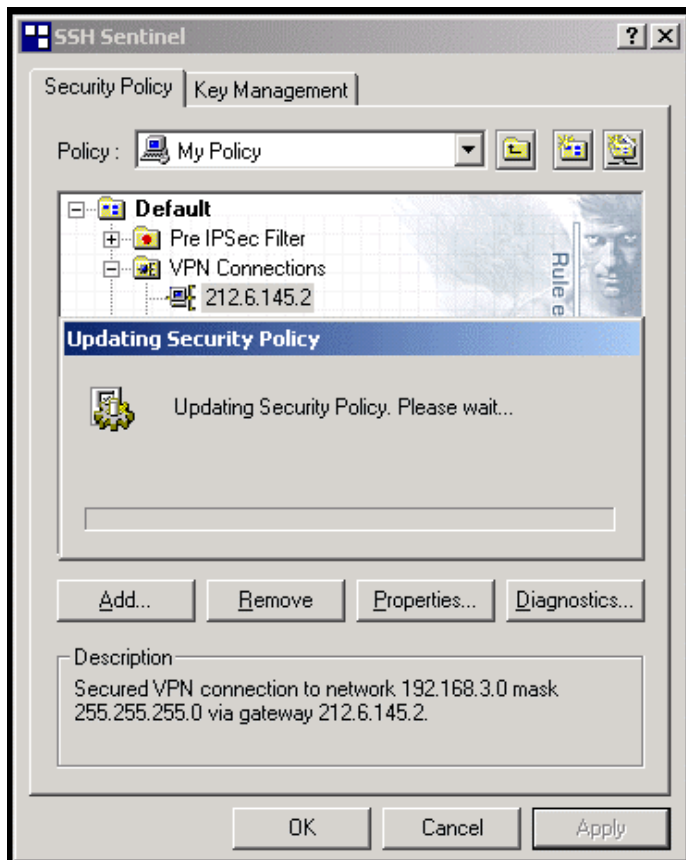 SSH Sentinel
Security Policy
Key Management
Policy :
My Policy
Default
Pre IPSec Filter
VPN Connections
212.6.145.2
Rule e
Updating Security Policy
Updating Security Policy. Please wait...
Add...
Remove
Properties...
Diagnostics...
Description
Secured VPN connection to network 192.168.3.0 mask
255.255.255.0 via gateway 212.6.145.2.
OK
Cancel
Apply